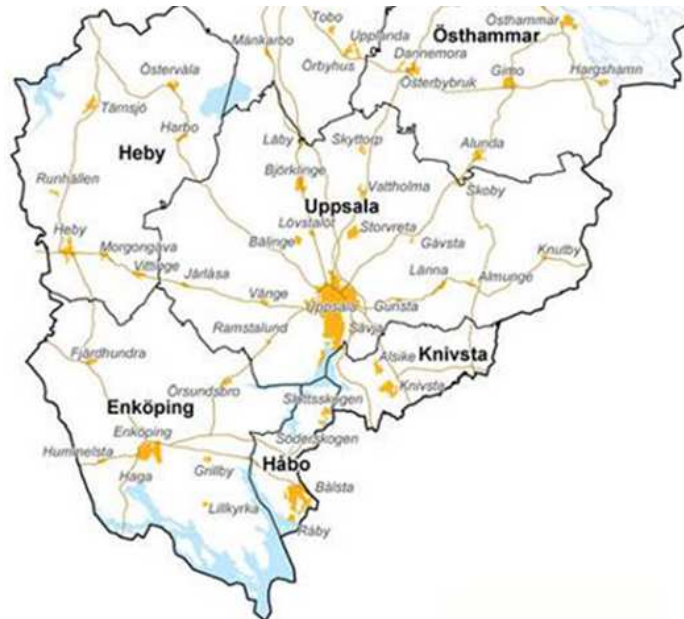 Tobo
Upplanda
Östhammar
Månkarbo
Östhammar
Örbyhus
Dannemora
Österbybruk
Gimo
Hargshamn
Östervåla
Tärnsjö
Harbo
Låby
Skyttorp
Alunda
Heby
Björklinge
Runhällen
Vattholma
Skoby
Uppsala
Heby
Lövstalöt
Storvreta
Bälinge
Gåvsta
Knutby
Morgongåva
Vittinge
Järlåsa
Länna
Almunge
Vänge
Uppsala
Gunsta
Ramstalund
Sävja
Knivsta
Fjärdhundra
Alsike
Knivsta
Örsundsbro
Enköping
Slottsskogen
Enköping
Söderskogen
Hummelsta
Grillby
Håbo
Haga
Bålsta
Lillkyrka
Råby